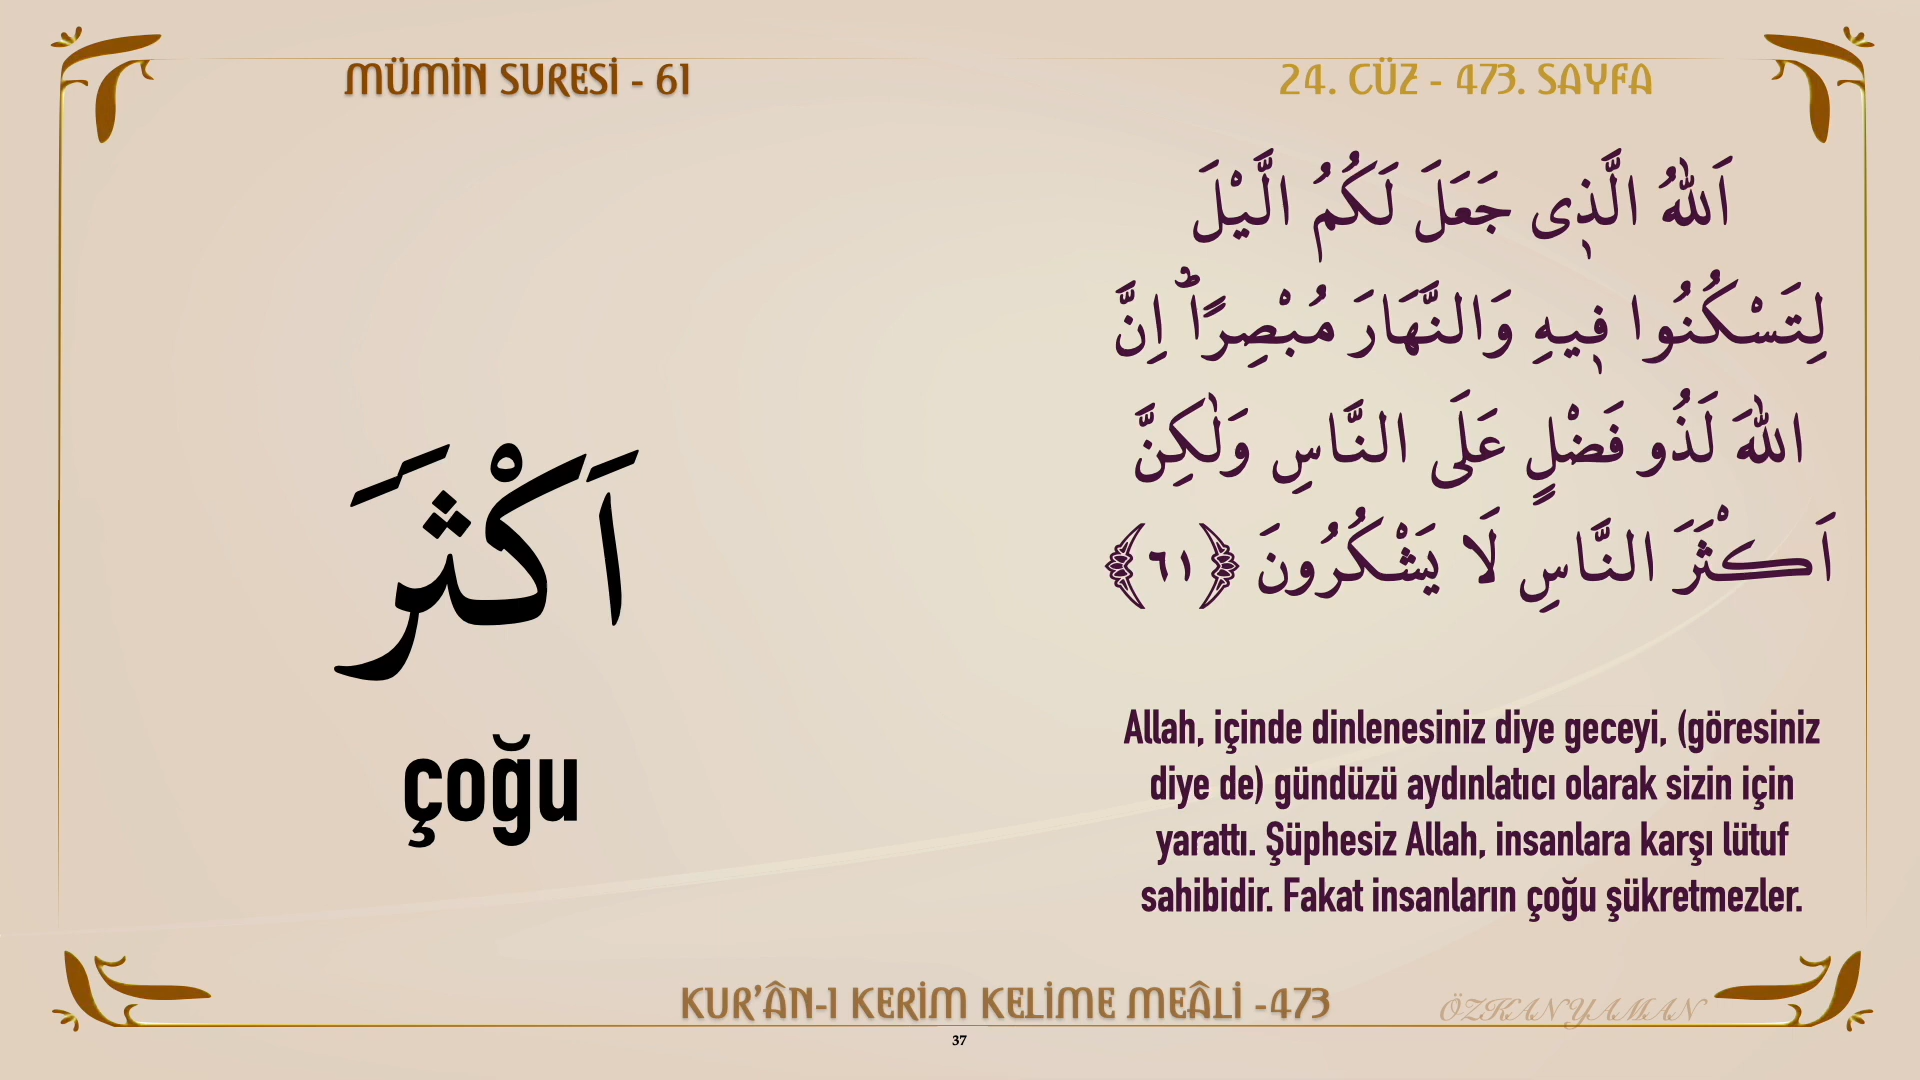 MÜMİN SURESİ - 61
24. CÜZ - 473. SAYFA
اَللّٰهُ الَّذ۪ى جَعَلَ لَكُمُ الَّيْلَ
لِتَسْكُنُوا ف۪يهِ وَالنَّهَارَ مُبْصِرًاۜ اِنَّ
اللّٰهَ لَذُو فَضْلٍ عَلَى النَّاسِ وَلٰكِنَّ
اَكْثَرَ النَّاسِ لَا يَشْكُرُونَ ﴿٦١﴾
اَكْثَرَ
çoğu
Allah, içinde dinlenesiniz diye geceyi, (göresiniz
diye de) gündüzü aydınlatıcı olarak sizin için
yarattı. Şüphesiz Allah, insanlara karşı lütuf
sahibidir. Fakat insanların çoğu şükretmezler.
KUR'ÂN-I KERİM KELİME MEÂLİ -473
ÖZKAN YAMAN
37